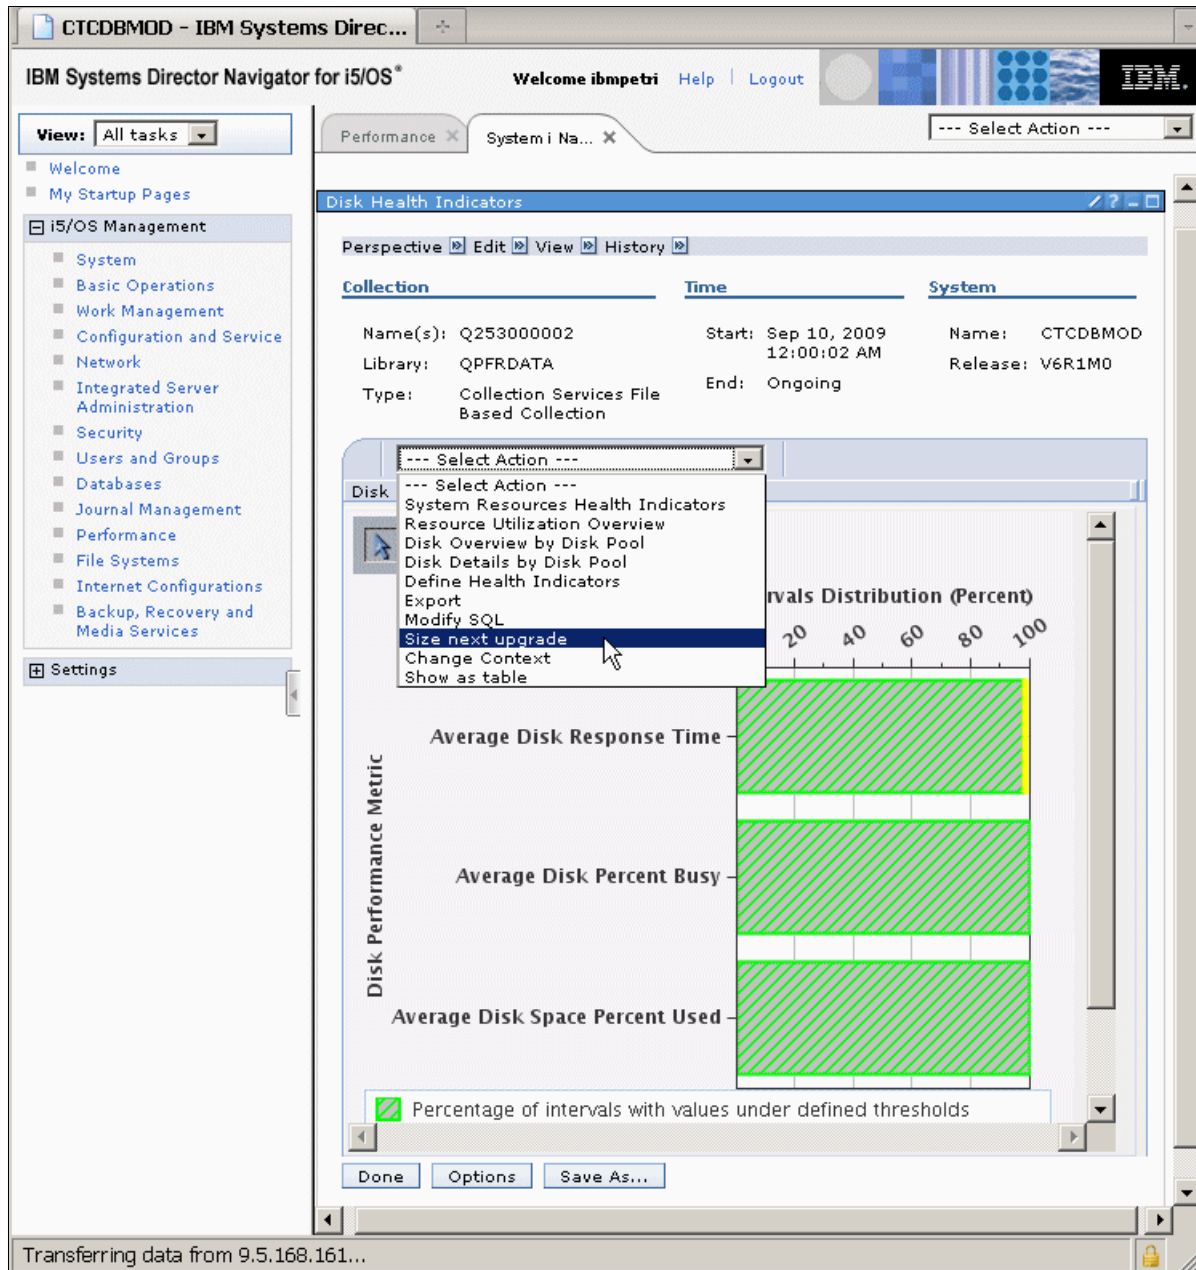 CTCDBMOD - IBM Systems Direc...
IBM Systems Director Navigator for i5/OS®
Welcome ibmpetri Help Logout
IBM.
View: All tasks
Welcome
My Startup Pages
i5/OS Management
System
Basic Operations
Work Management
Configuration and Service
Network
Integrated Server
Administration
Security
Users and Groups
Databases
Journal Management
Performance
File Systems
Internet Configurations
Backup, Recovery and
Media Services
Settings
Performance
System i Na...
--- Select Action ---
Disk Health Indicators
Perspective Edit View History
Collection
Name(s): Q253000002
Library: QPFRDATA
Type: Collection Services File
Based Collection
Time
Start: Sep 10, 2009
12:00:02 AM
End: Ongoing
System
Name: CTCDBMOD
Release: V6R1M0
--- Select Action ---
Disk
--- Select Action ---
System Resources Health Indicators
Resource Utilization Overview
Disk Overview by Disk Pool
Disk Details by Disk Pool
Define Health Indicators
Export
Modify SQL
Size next upgrade
Change Context
Show as table
rvals Distribution (Percent)
20 40 60 80 100
Disk Performance Metric
Average Disk Response Time
Average Disk Percent Busy
Average Disk Space Percent Used
Percentage of intervals with values under defined thresholds
Done Options Save As...
Transferring data from 9.5.168.161...